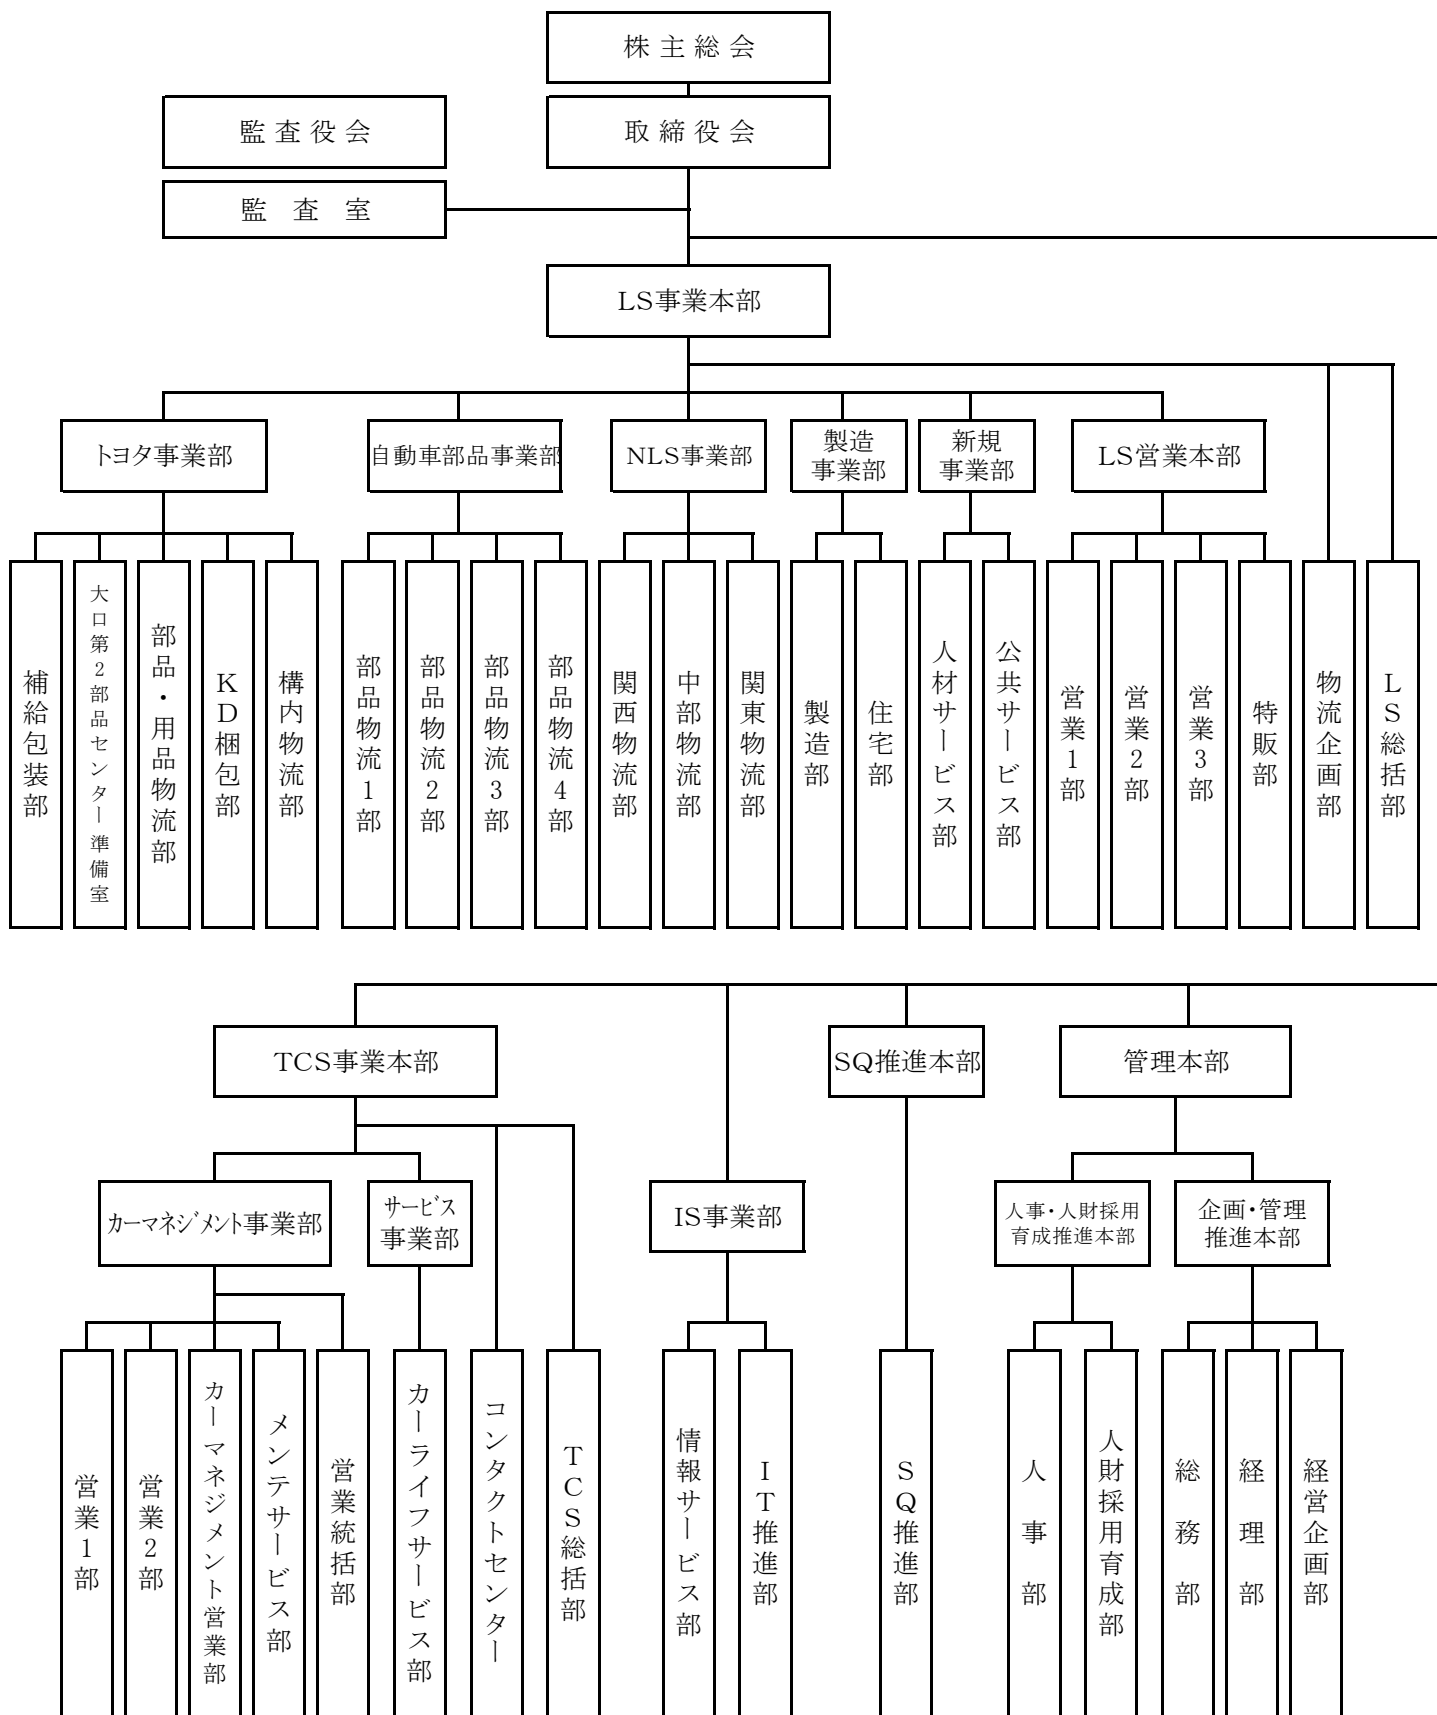 株主総会
監査役会
取締役会
監査室
LS事業本部
トヨタ事業部
自動車部品事業部
NLS事業部
製造
事業部
新規
事業部
LS営業本部
補給包装部
大口第2部品センター準備室
部品・用品物流部
KD梱包部
構内物流部
部品物流1部
部品物流2部
部品物流3部
部品物流4部
関西物流部
中部物流部
関東物流部
製造部
住宅部
人材サービス部
公共サービス部
営業1部
営業2部
営業3部
特販部
物流企画部
LS総括部
TCS事業本部
SQ推進本部
管理本部
カーマネジメント事業部
サービス
事業部
IS事業部
人事・人財採用
育成推進本部
企画・管理
推進本部
営業1部
営業2部
カーマネジメント営業部
メンテサービス部
営業統括部
カーライフサービス部
コンタクトセンター
TCS総括部
情報サービス部
IT推進部
SQ推進部
人事部
人財採用育成部
総務部
経理部
経営企画部